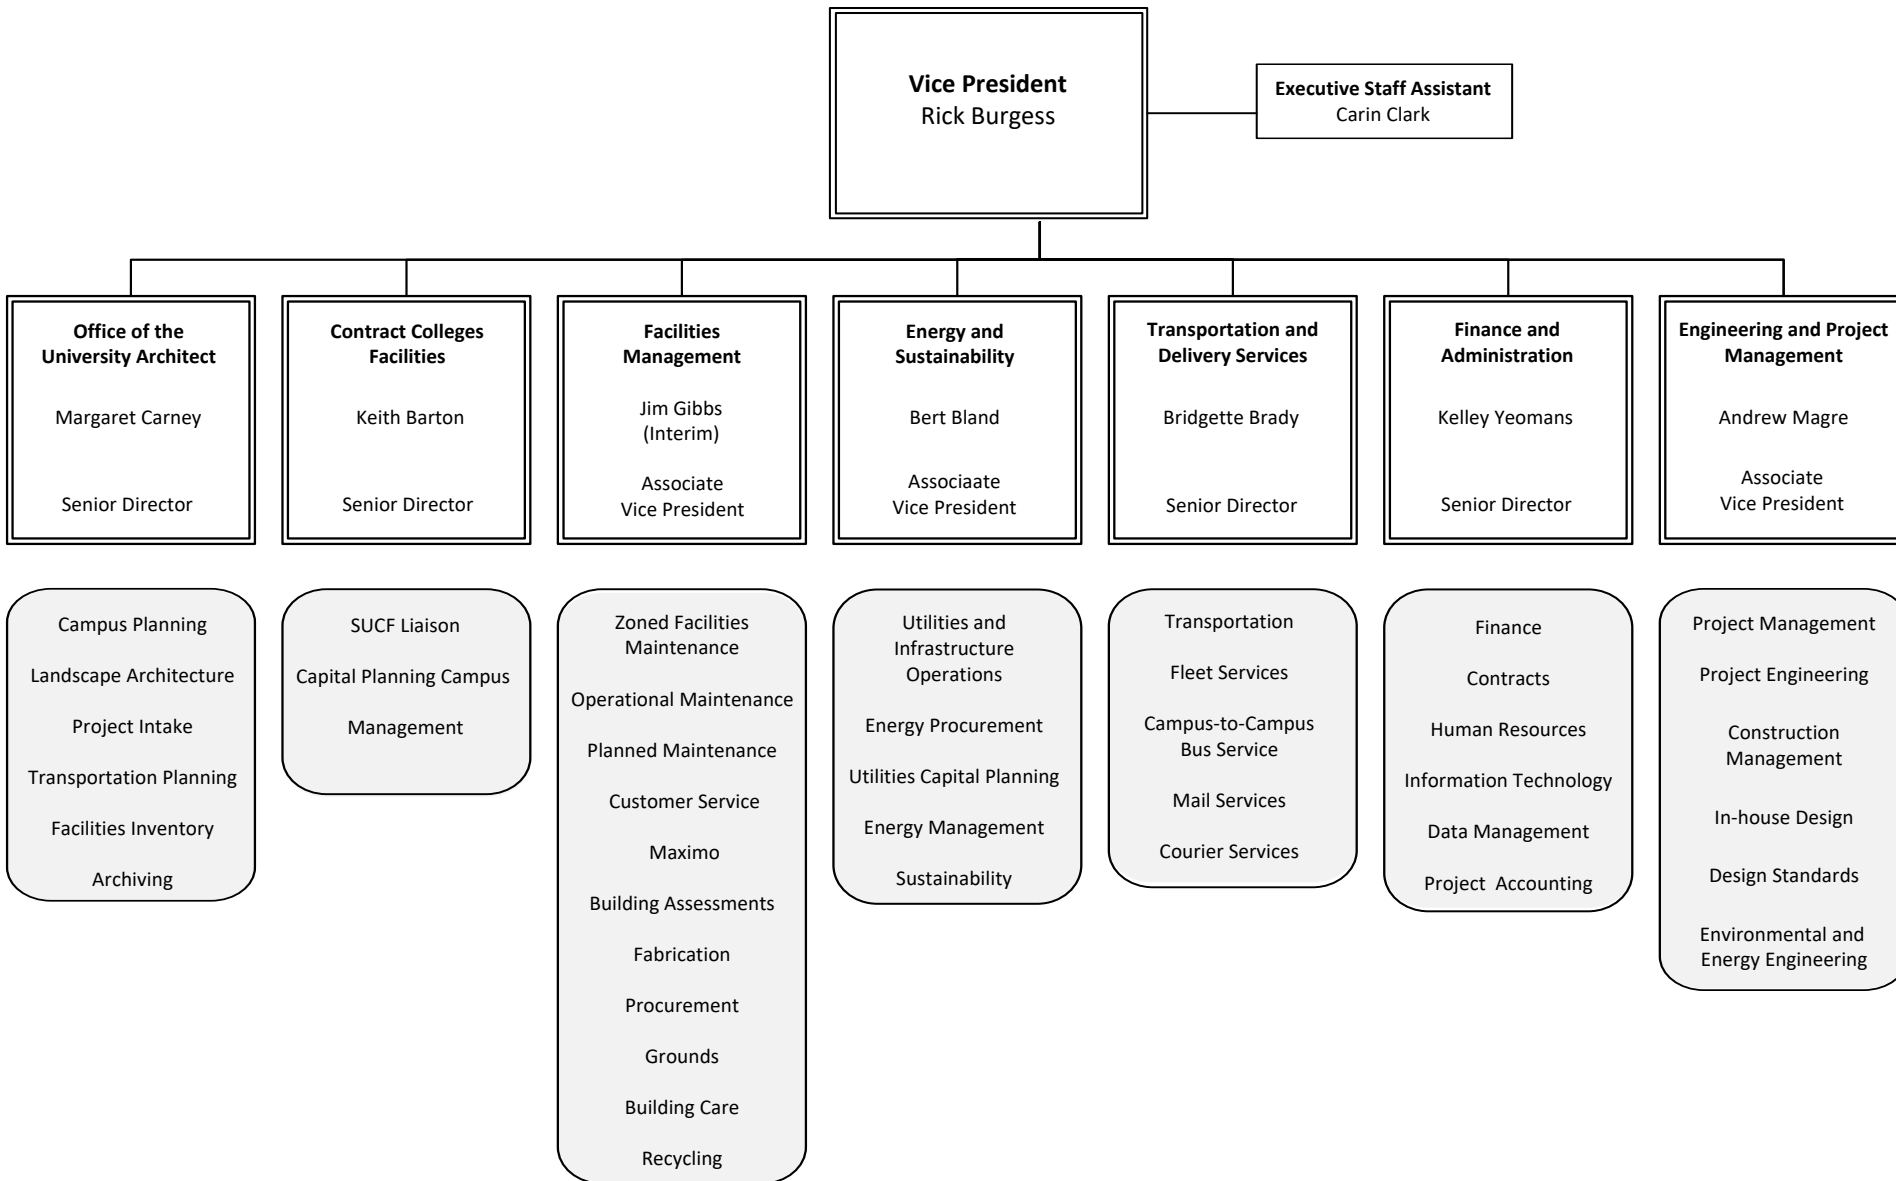 Vice President
Rick Burgess
Executive Staff Assistant
Carin Clark
Office of the
University Architect
Margaret Carney
Senior Director
Contract Colleges
Facilities
Keith Barton
Senior Director
Facilities
Management
Jim Gibbs
(Interim)
Associate
Vice President
Energy and
Sustainability
Bert Bland
Associaate
Vice President
Transportation and
Delivery Services
Bridgette Brady
Senior Director
Finance and
Administration
Kelley Yeomans
Senior Director
Engineering and Project
Management
Andrew Magre
Associate
Vice President
Campus Planning
Landscape Architecture
Project Intake
Transportation Planning
Facilities Inventory
Archiving
SUCF Liaison
Capital Planning Campus
Management
Zoned Facilities
Maintenance
Operational Maintenance
Planned Maintenance
Customer Service
Maximo
Building Assessments
Fabrication
Procurement
Grounds
Building Care
Recycling
Utilities and
Infrastructure
Operations
Energy Procurement
Utilities Capital Planning
Energy Management
Sustainability
Transportation
Fleet Services
Campus-to-Campus
Bus Service
Mail Services
Courier Services
Finance
Contracts
Human Resources
Information Technology
Data Management
Project  Accounting
Project Management
Project Engineering
Construction
Management
In-house Design
Design Standards
Environmental and
Energy Engineering